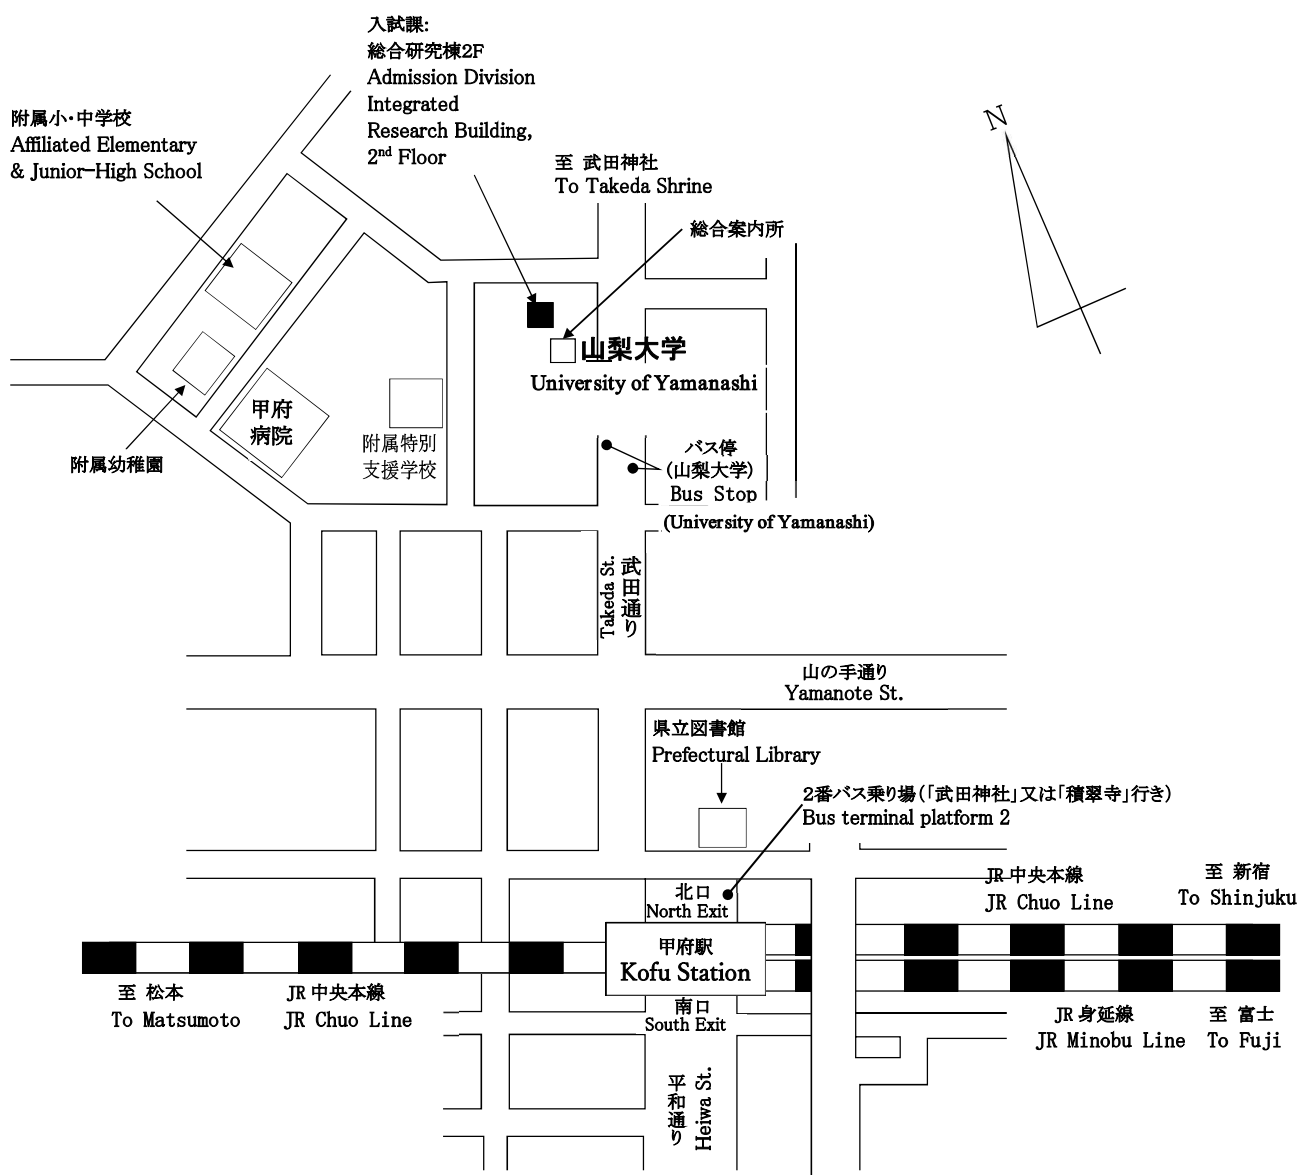 入試課:
総合研究棟2F
Admission Division
Integrated
Research Building,
2nd Floor
附属小・中学校
Affiliated Elementary
& Junior-High School
至 武田神社
To Takeda Shrine
総合案内所
N
山梨大学
University of Yamanashi
甲府
病院
附属特別
支援学校
附属幼稚園
バス停
(山梨大学)
Bus Stop
(University of Yamanashi)
武田通り
Takeda St.
山の手通り
Yamanote St.
県立図書館
Prefectural Library
2番バス乗り場(「武田神社」又は「積翠寺」行き)
Bus terminal platform 2
北口
North Exit
JR 中央本線
JR Chuo Line
至 新宿
To Shinjuku
甲府駅
Kofu Station
至 松本
To Matsumoto
JR 中央本線
JR Chuo Line
南口
South Exit
JR 身延線
JR Minobu Line
至 富士
To Fuji
平和通り
Heiwa St.